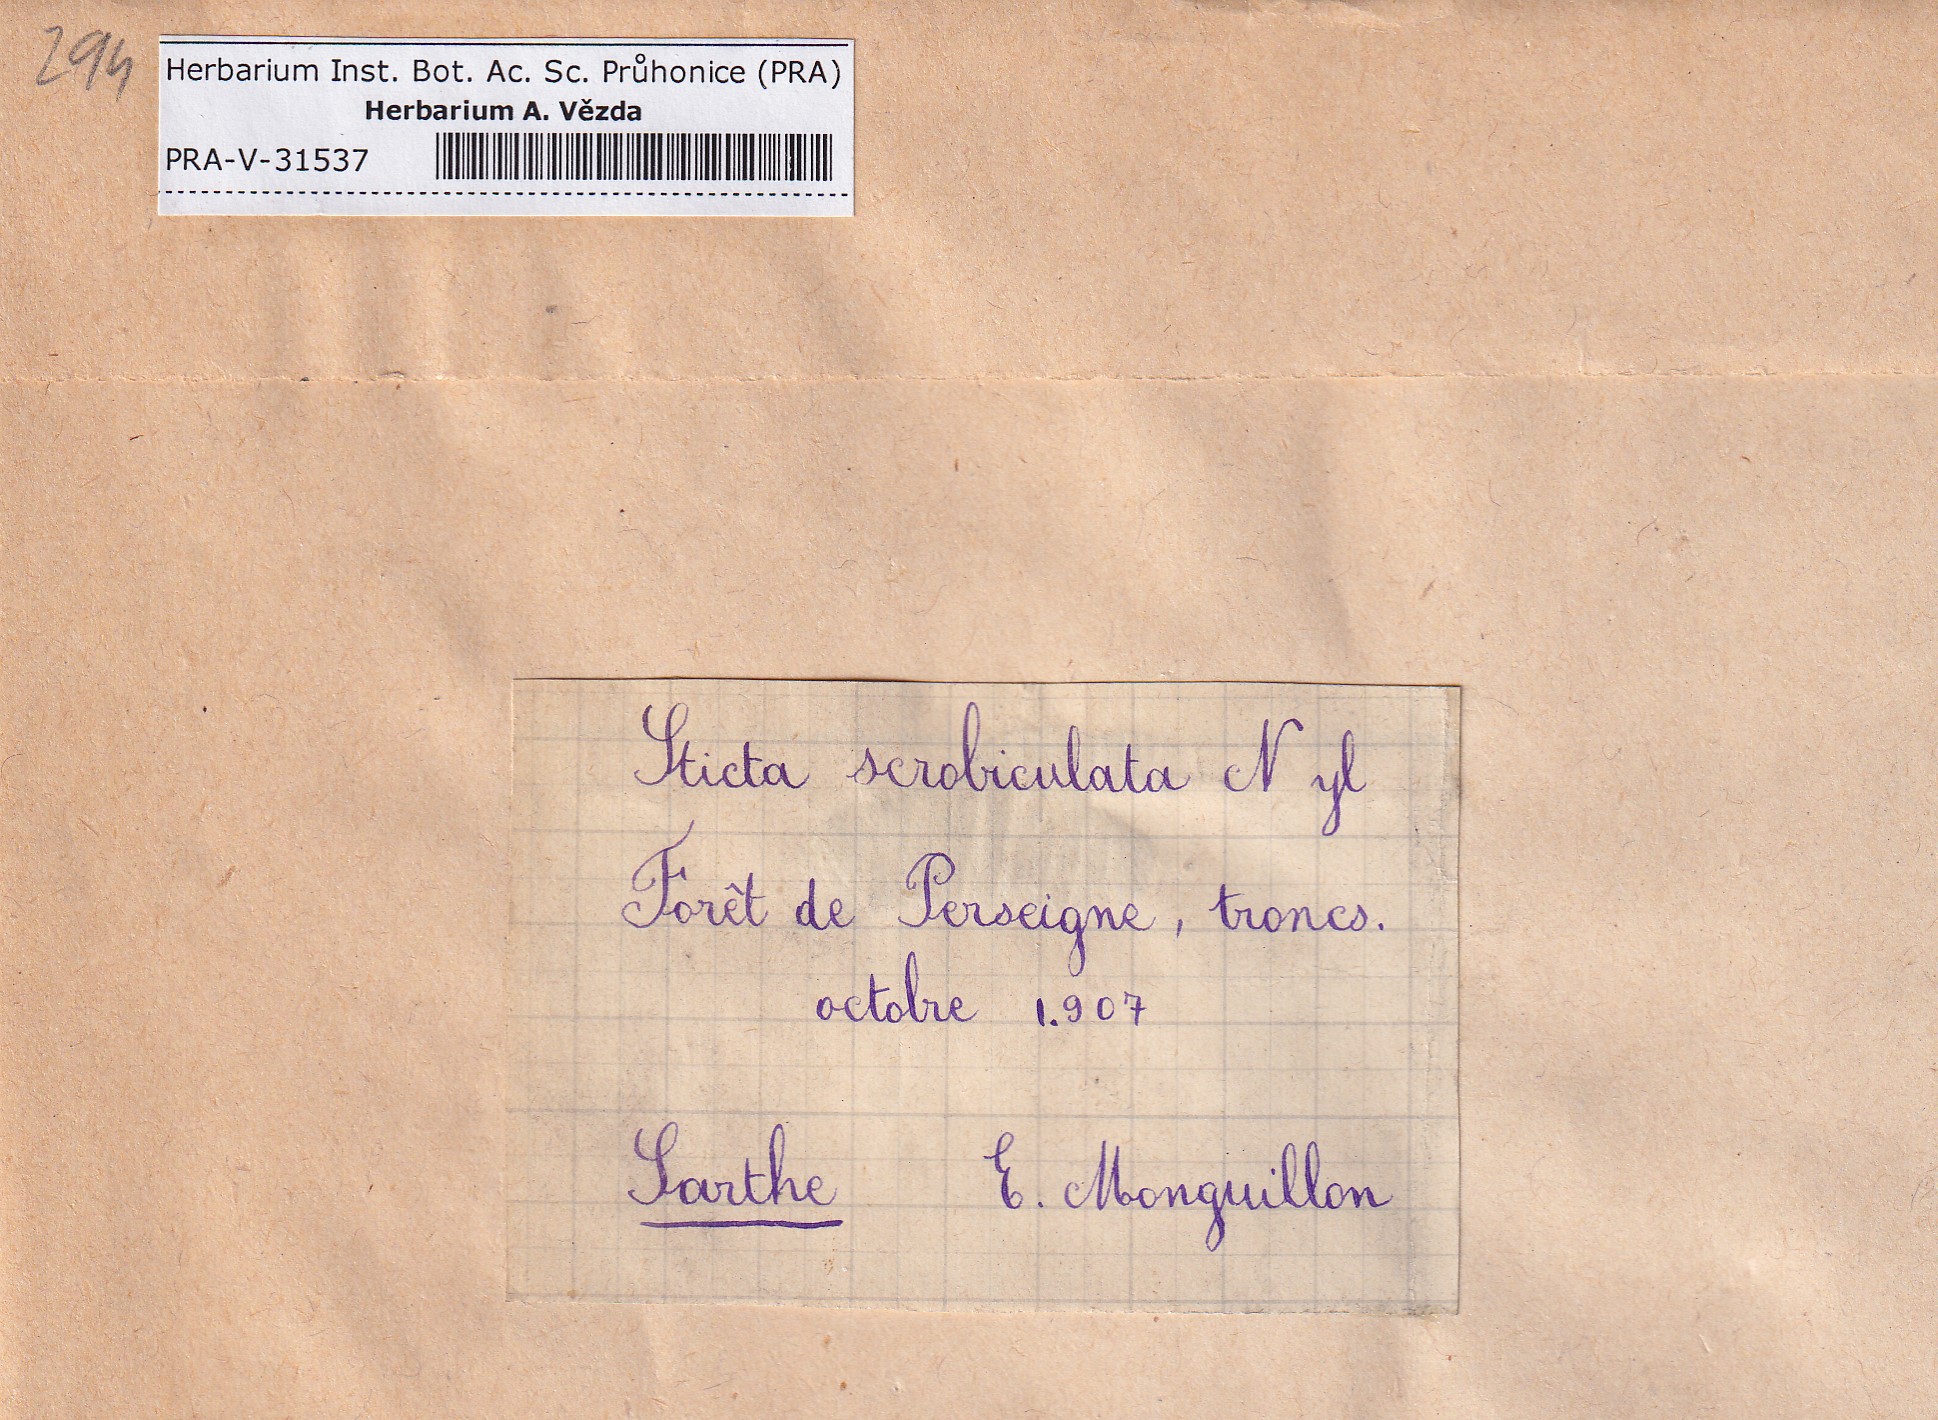 294
Herbarium Inst. Bot. Ac. Sc. Průhonice (PRA)
Herbarium A. Vězda
PRA-V-31537
Sticta scrobiculata Nyl
Forêt de Perseigne, troncs.
octobre 1.907
Sarthe E. Monguillon